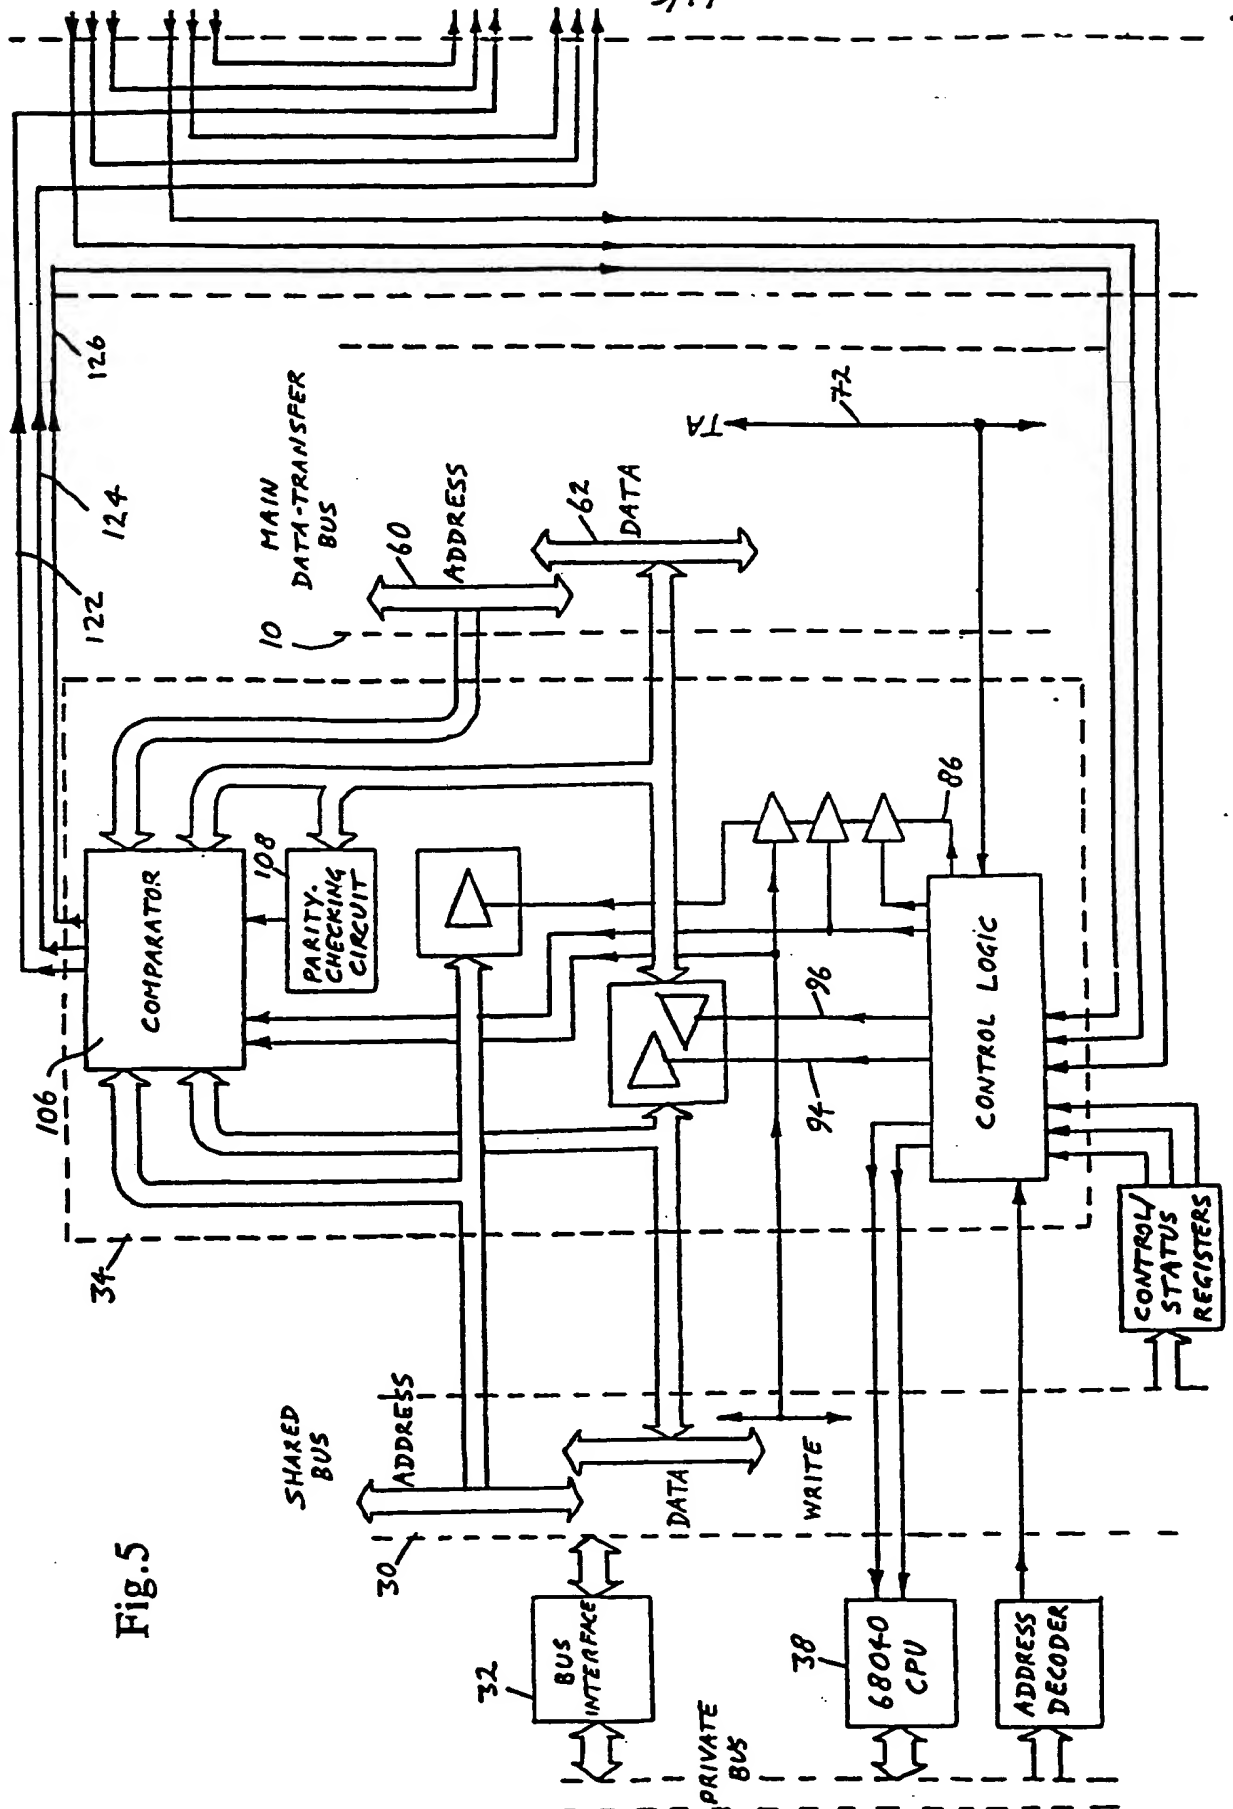 Fig.5
122
124
126
106
COMPARATOR
108
PARITY-
CHECKING
CIRCUIT
34
SHARED
BUS
ADDRESS
30
MAIN
DATA-TRANSFER
BUS
10
60
ADDRESS
62
DATA
32
BUS
INTERFACE
DATA
PRIVATE
BUS
WRITE
94
96
TA
72
86
38
68040
CPU
CONTROL LOGIC
ADDRESS
DECODER
CONTROL/
STATUS
REGISTERS